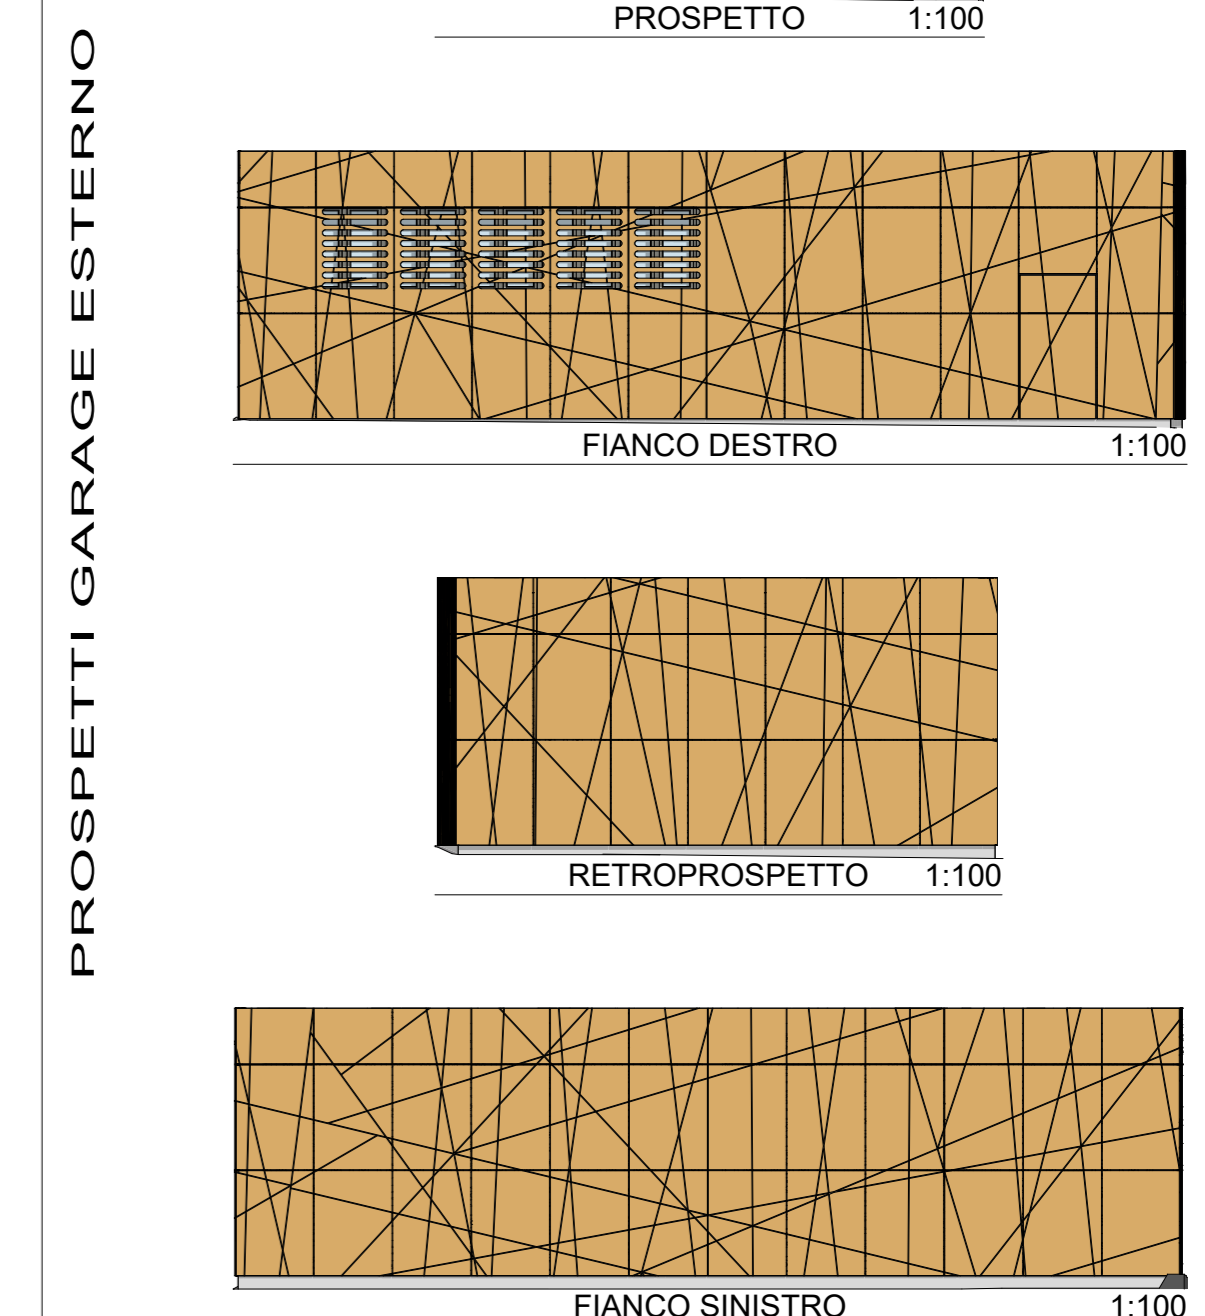 PROSPETTI GARAGE ESTERNO
PROSPETTO 1:100
FIANCO DESTRO 1:100
RETROPROSPETTO 1:100
FIANCO SINISTRO 1:100